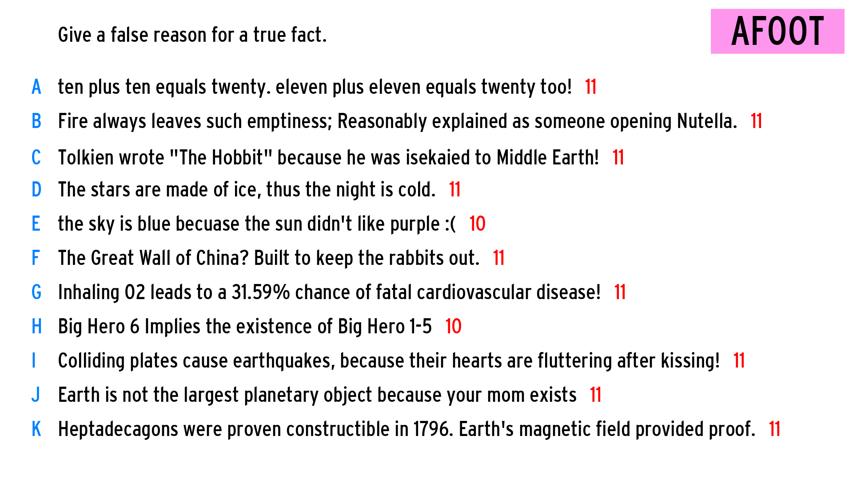 Give a false reason for a true fact.
AFOOT
A ten plus ten equals twenty. eleven plus eleven equals twenty too! 11
B Fire always leaves such emptiness; Reasonably explained as someone opening Nutella. 11
C Tolkien wrote "The Hobbit" because he was isekaied to Middle Earth! 11
D The stars are made of ice, thus the night is cold. 11
E the sky is blue becuase the sun didn't like purple :( 10
F The Great Wall of China? Built to keep the rabbits out. 11
G Inhaling O2 leads to a 31.59% chance of fatal cardiovascular disease! 11
H Big Hero 6 Implies the existence of Big Hero 1-5 10
I Colliding plates cause earthquakes, because their hearts are fluttering after kissing! 11
J Earth is not the largest planetary object because your mom exists 11
K Heptadecagons were proven constructible in 1796. Earth's magnetic field provided proof. 11